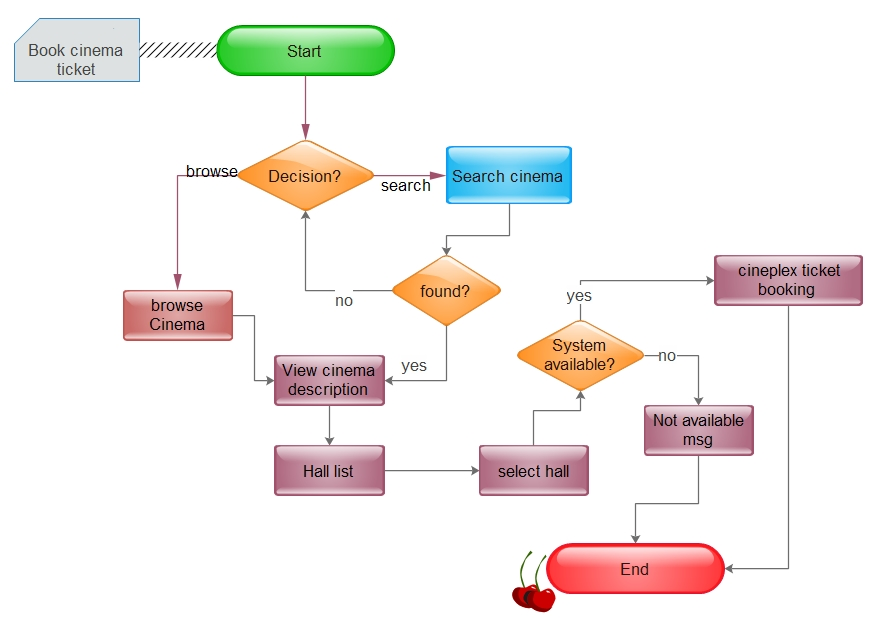 Book cinema
ticket
Start
browse
Decision?
search
Search cinema
found?
no
yes
browse
Cinema
View cinema
description
Hall list
select hall
System
available?
yes
no
cineplex ticket
booking
Not available
msg
End